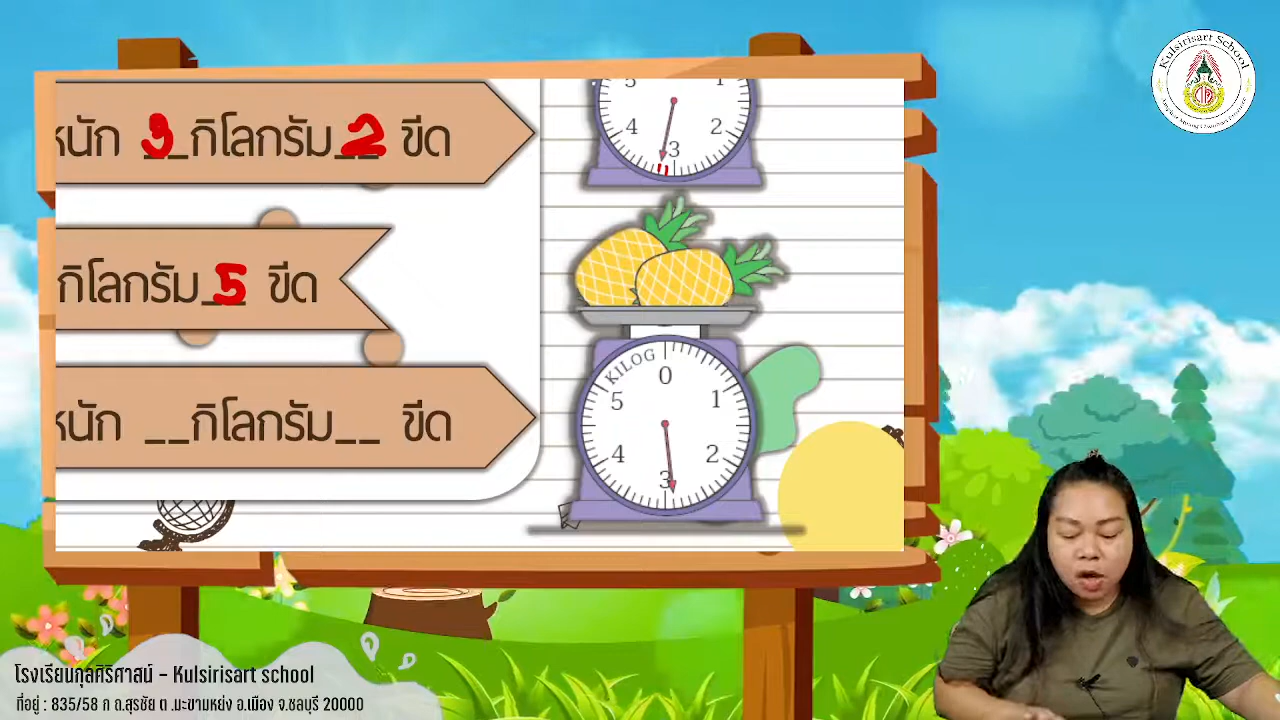 Kulsirisart School
หนัก 3 กิโลกรัม 2 ขีด
5 1
4 2
3
กิโลกรัม 5 ขีด
KILOG
0
5 1
4 2
3
หนัก __กิโลกรัม__ ขีด
โรงเรียนกุลศิริศาสน์ - Kulsirisart school
ที่อยู่ : 835/58 ก ถ.สุรชัย ต .มะขามหย่ง อ.เมือง จ.ชลบุรี 20000